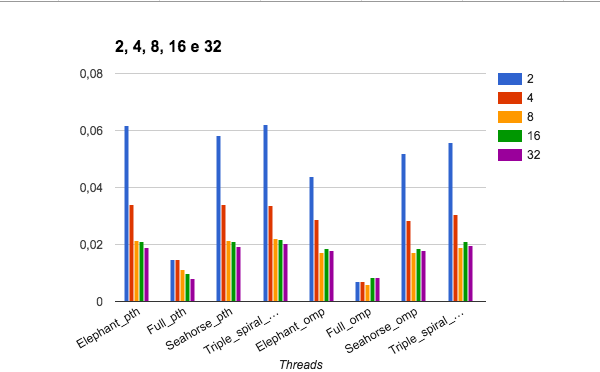 2, 4, 8, 16 e 32
0,08
0,06
0,04
0,02
0
2
4
8
16
32
Elephant_pth
Full_pth
Seahorse_pth
Triple_spiral_…
Elephant_omp
Full_omp
Seahorse_omp
Triple_spiral_…
Threads